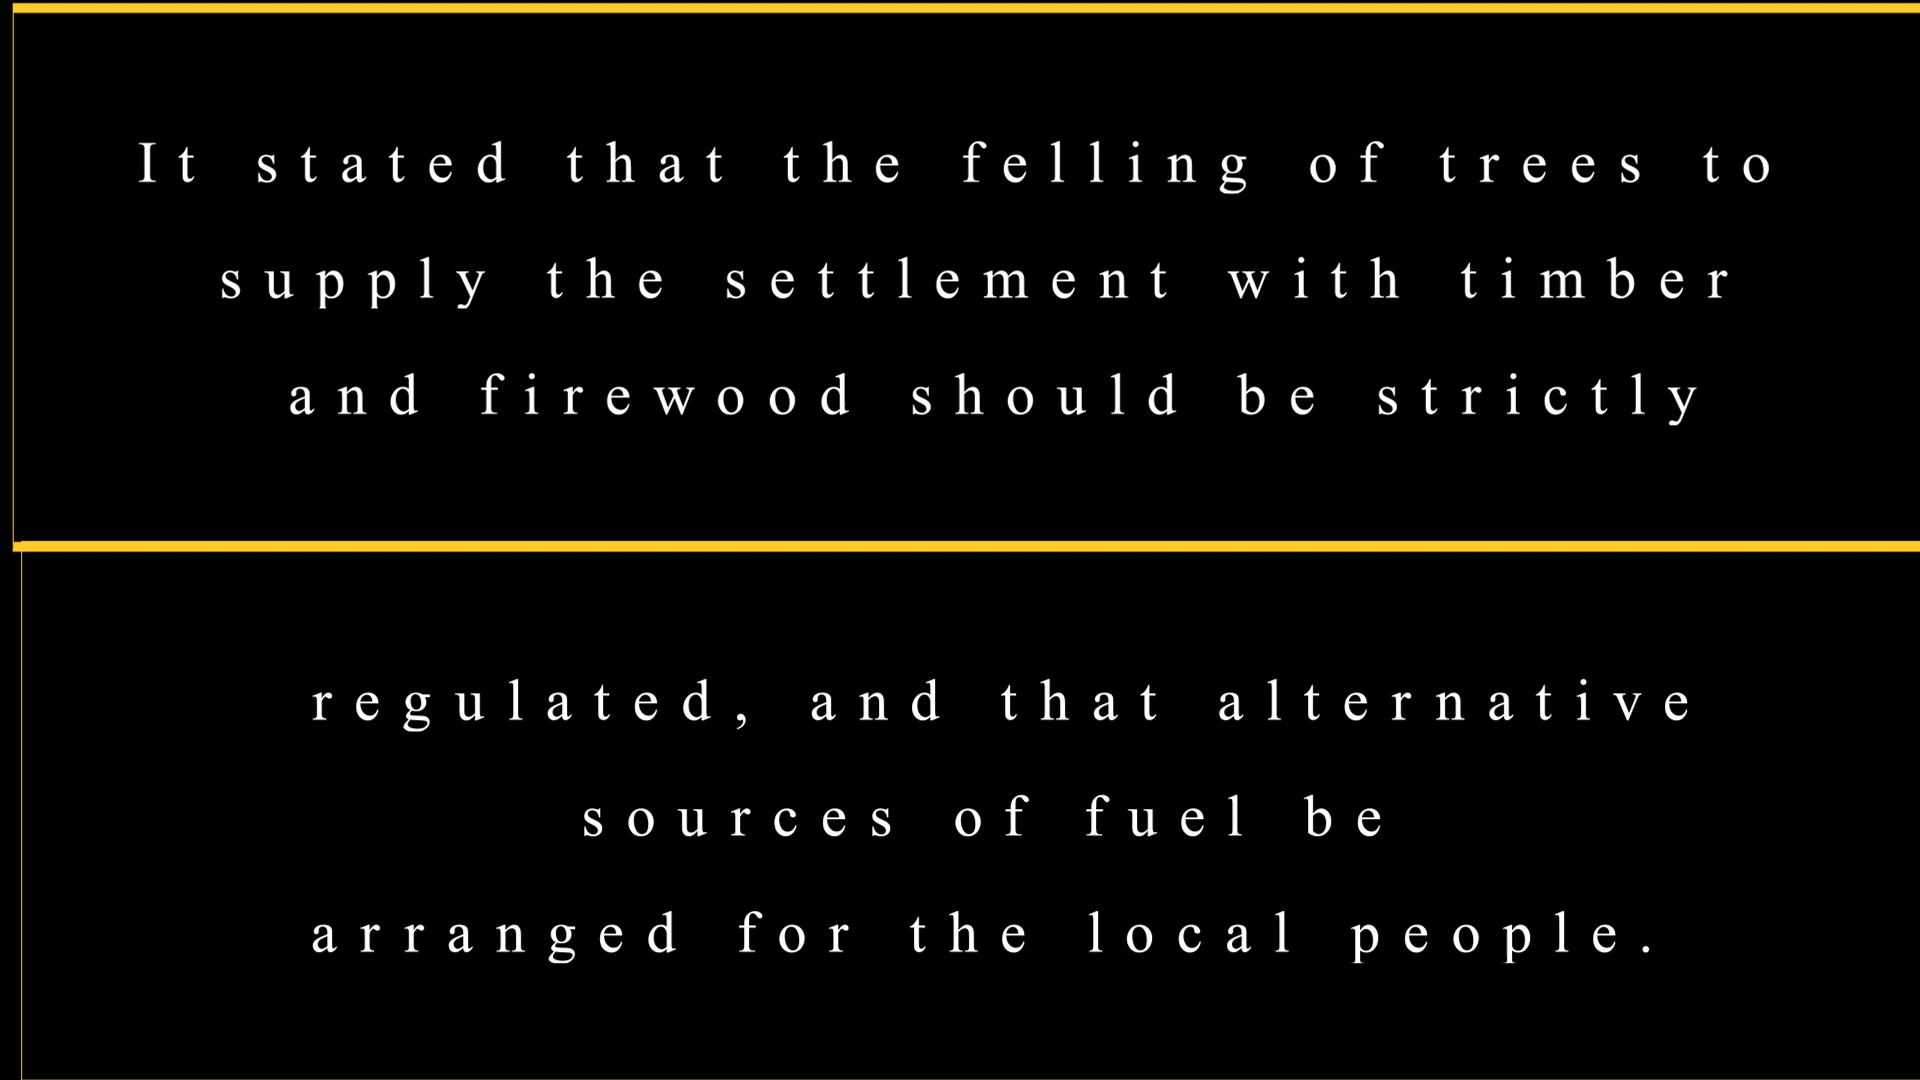 It stated that the felling of trees to
supply the settlement with timber
and firewood should be strictly
regulated, and that alternative
sources of fuel be
arranged for the local people.